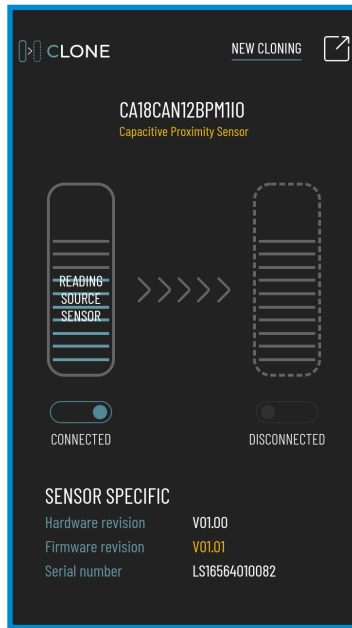 CLONE
NEW CLONING
CA18CAN12BPM1IO
Capacitive Proximity Sensor
READING
SOURCE
SENSOR
CONNECTED
DISCONNECTED
SENSOR SPECIFIC
Hardware revision V01.00
Firmware revision V01.01
Serial number LS16564010082